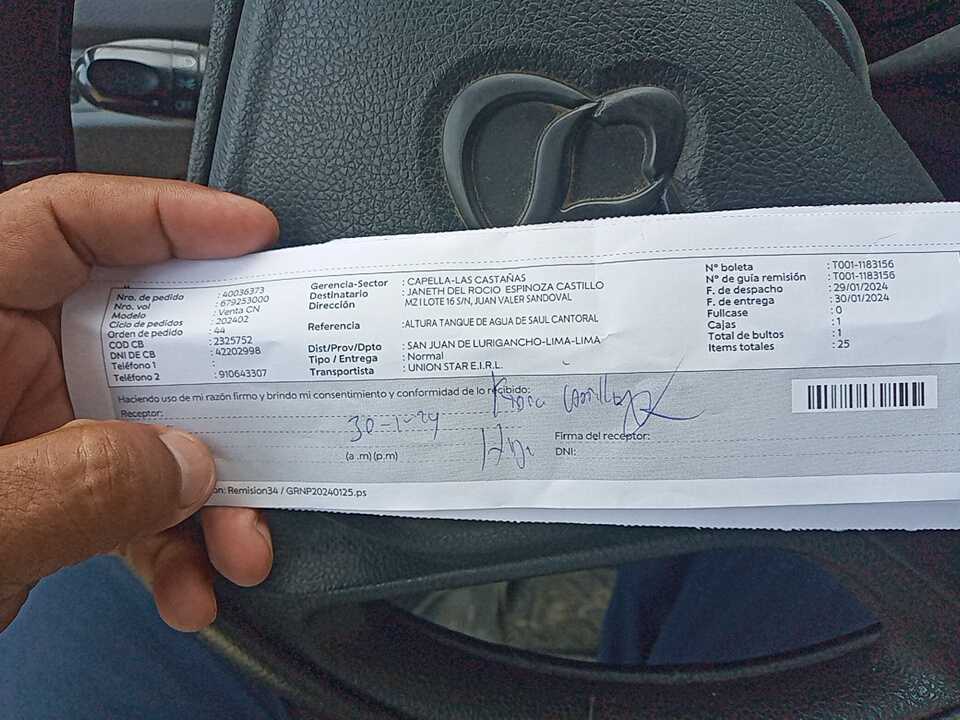 Nro. de pedido : 40036373
Nro. vol : 679253000
Modelo : Venta CN
Ciclo de pedidos : 202402
Orden de pedido : 44
COD CB : 2325752
DNI DE CB : 42202998
Teléfono 1 :
Teléfono 2 : 910643307
Gerencia-Sector : CAPELLA-LAS CASTAÑAS
Destinatario : JANETH DEL ROCIO ESPINOZA CASTILLO
Dirección MZ I LOTE 16 S/N, JUAN VALER SANDOVAL
Referencia :ALTURA TANQUE DE AGUA DE SAUL CANTORAL
Dist/Prov/Dpto : SAN JUAN DE LURIGANCHO-LIMA-LIMA
Tipo / Entrega : Normal
Transportista : UNION STAR E.I.R.L.
N° boleta : T001-1183156
N° de guía remisión : T001-1183156
F. de despacho : 29/01/2024
F. de entrega : 30/01/2024
Fullcase : 0
Cajas : 1
Total de bultos : 1
Items totales : 25
Haciendo uso de mi razón firmo y brindo mi consentimiento y conformidad de lo recibido:
Receptor: Castillo
30-1-24
(a .m) (p.m)
Firma del receptor:
DNI:
on: Remision34 / GRNP20240125.ps